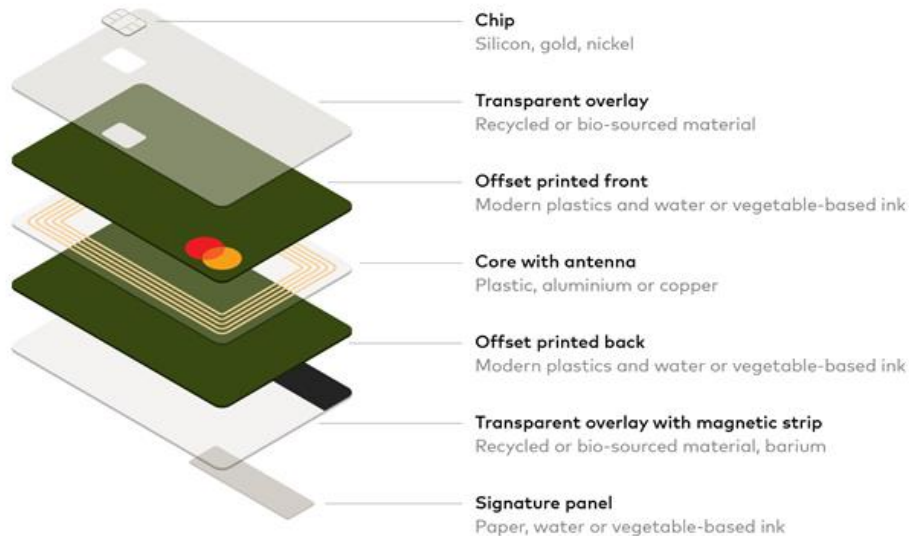 Chip
Silicon, gold, nickel
Transparent overlay
Recycled or bio-sourced material
Offset printed front
Modern plastics and water or vegetable-based ink
Core with antenna
Plastic, aluminium or copper
Offset printed back
Modern plastics and water or vegetable-based ink
Transparent overlay with magnetic strip
Recycled or bio-sourced material, barium
Signature panel
Paper, water or vegetable-based ink